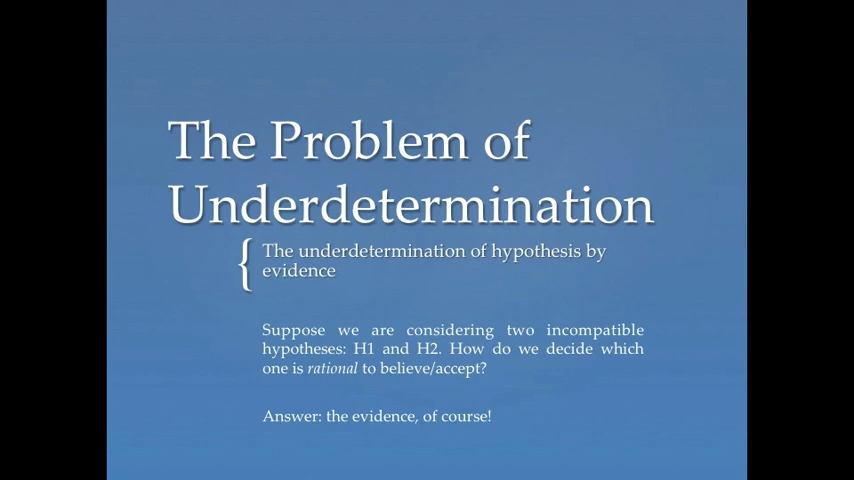 The Problem of
Underdetermination
{ The underdetermination of hypothesis by
evidence
Suppose we are considering two incompatible
hypotheses: H1 and H2. How do we decide which
one is rational to believe/accept?
Answer: the evidence, of course!